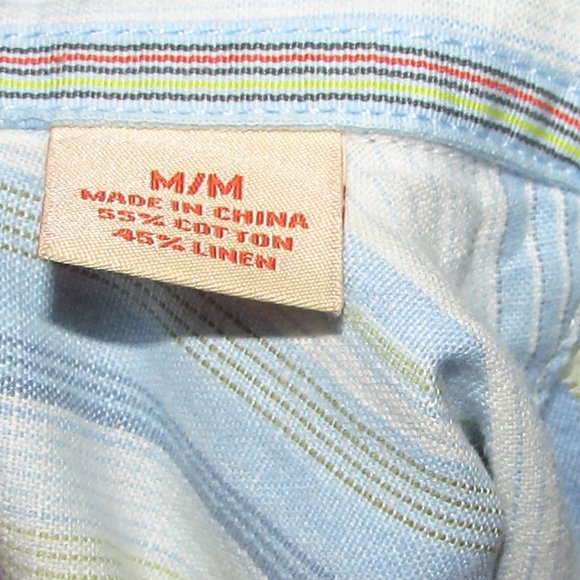 M/M
MADE IN CHINA
55% COTTON
45% LINEN